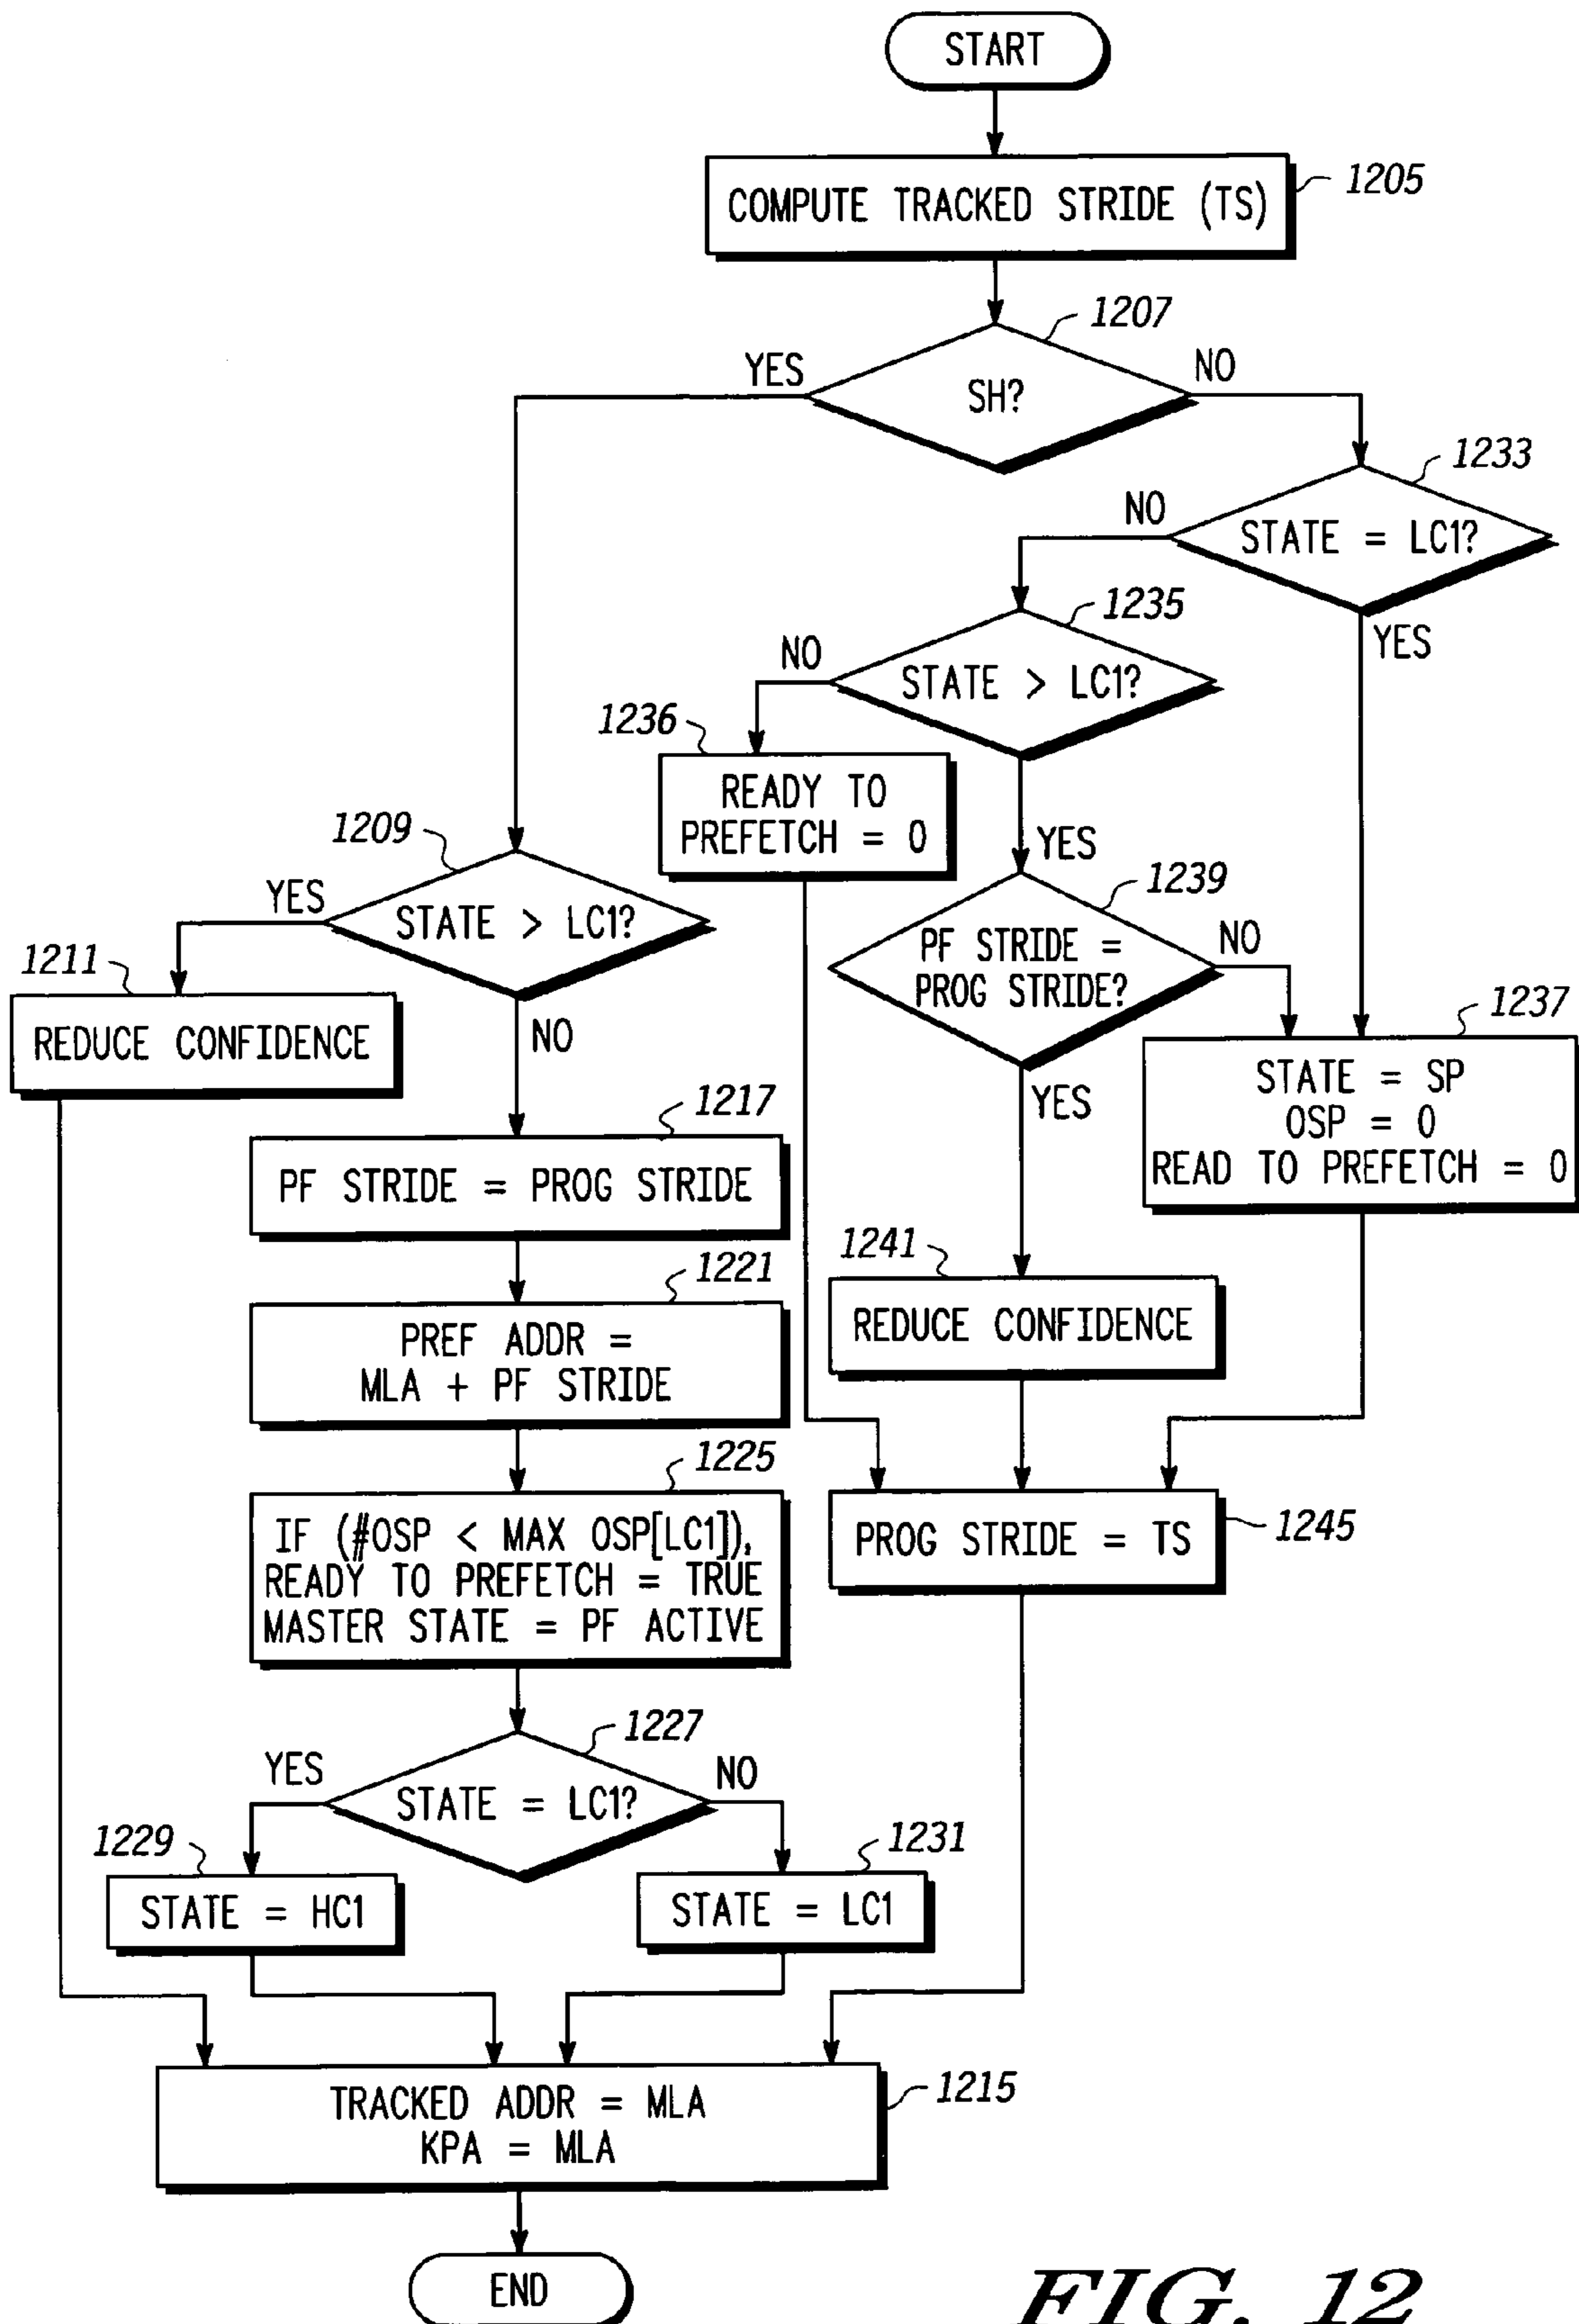 START
COMPUTE TRACKED STRIDE (TS)
1205
1207
YES
SH?
NO
1233
NO
STATE = LC1?
YES
1235
NO
STATE > LC1?
1236
READY TO
PREFETCH = 0
YES
1209
YES
STATE > LC1?
NO
1239
PF STRIDE =
PROG STRIDE?
NO
YES
1211
REDUCE CONFIDENCE
1237
STATE = SP
OSP = 0
READ TO PREFETCH = 0
1217
PF STRIDE = PROG STRIDE
1221
PREF ADDR =
MLA + PF STRIDE
1241
REDUCE CONFIDENCE
1225
IF (#OSP < MAX OSP[LC1]),
READY TO PREFETCH = TRUE
MASTER STATE = PF ACTIVE
PROG STRIDE = TS
1245
1227
YES
STATE = LC1?
NO
1229
STATE = HC1
1231
STATE = LC1
TRACKED ADDR = MLA
KPA = MLA
1215
END
FIG. 12